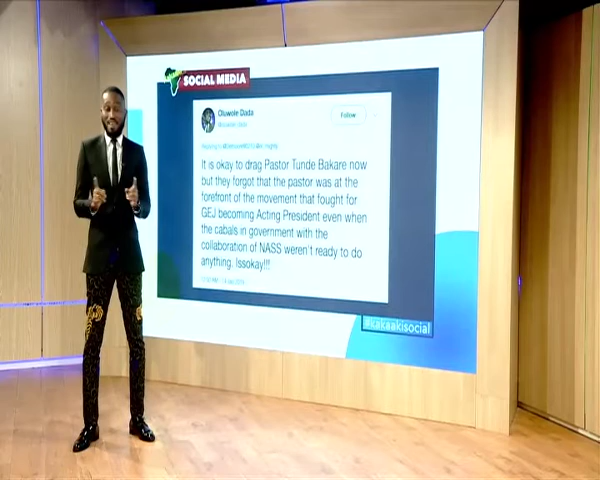 SOCIAL MEDIA
Oluwole Dada
Follow
It is okay to drag Pastor Tunde Bakare now
but they forgot that the pastor was at the
forefront of the movement that fought for
GEJ becoming Acting President even when
the cabals in government with the
collaboration of NASS weren't ready to do
anything. Issokay!!!
#kakaakisocial